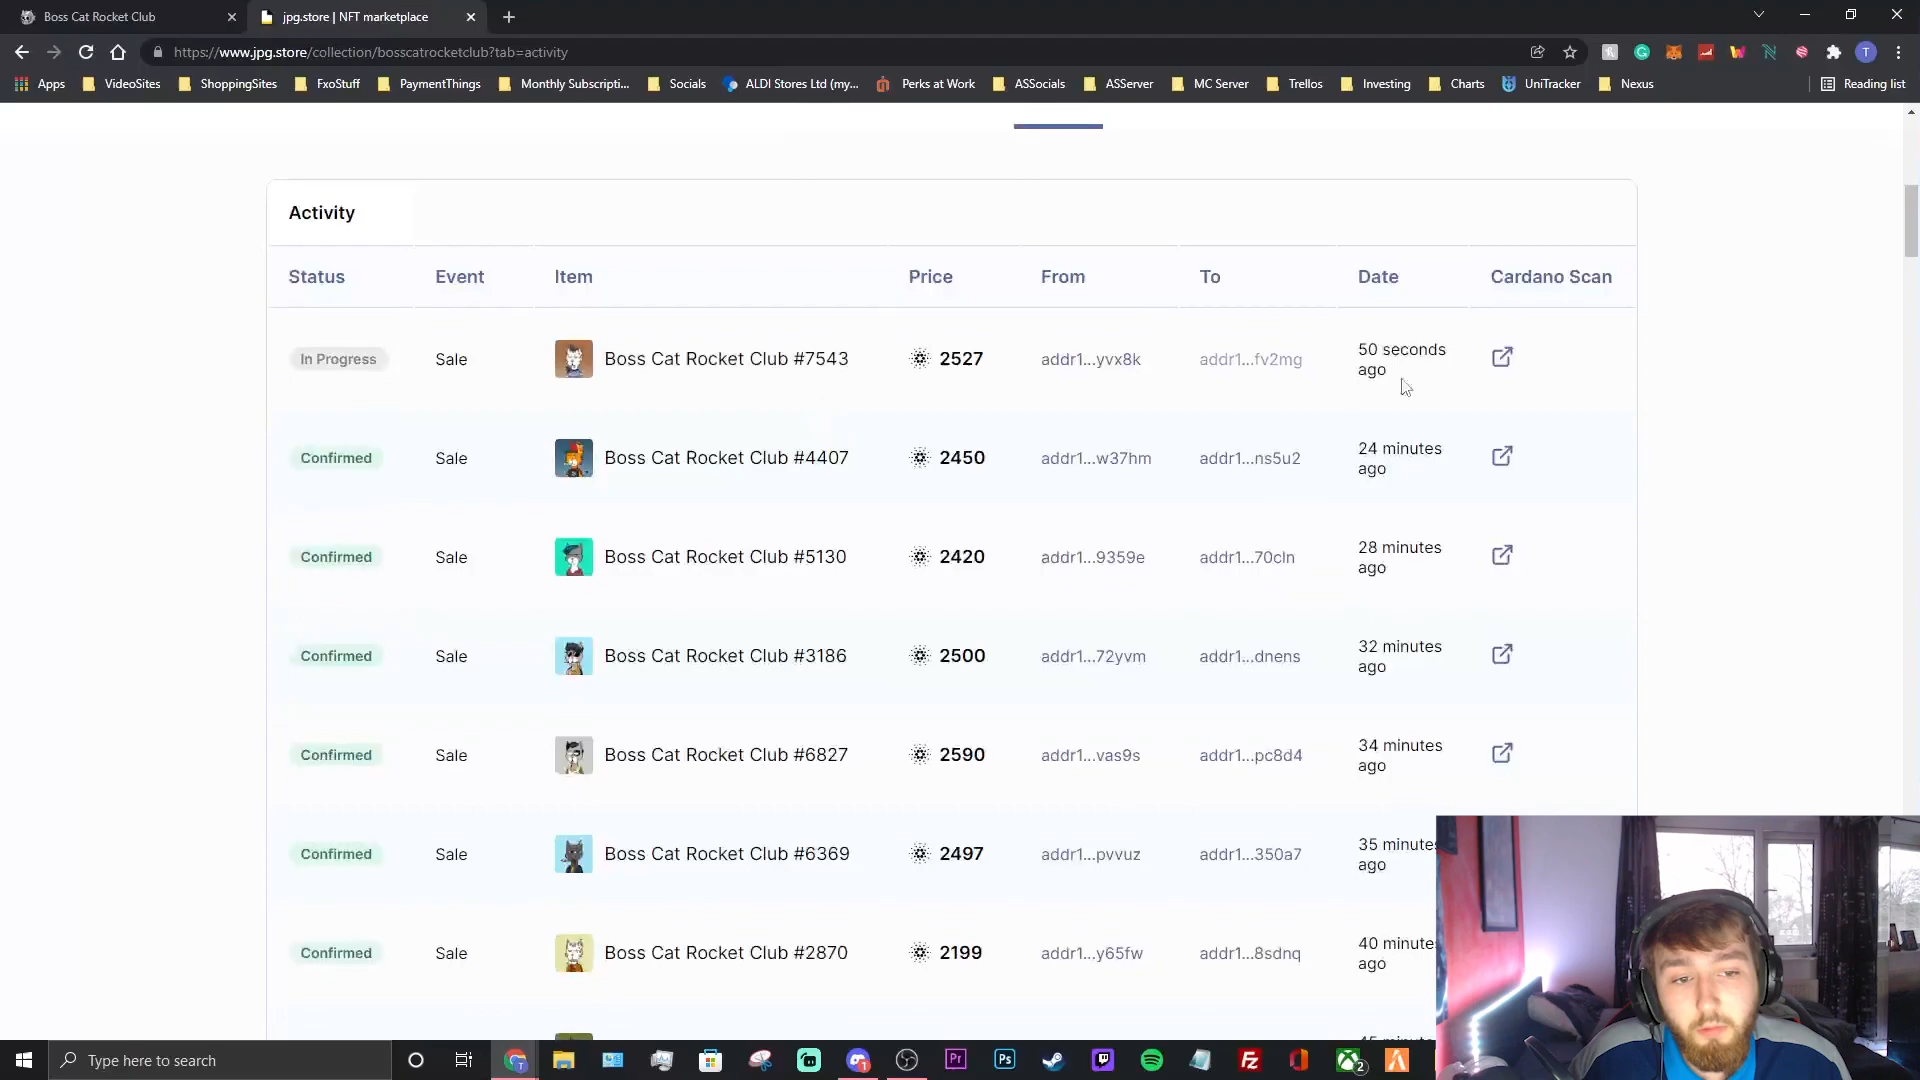 Boss Cat Rocket Club
jpg.store | NFT marketplace
https://www.jpg.store/collection/bosscatrocketclub?tab=activity
Apps
VideoSites
ShoppingSites
FxoStuff
PaymentThings
Monthly Subscripti...
Socials
ALDI Stores Ltd (my...
Perks at Work
ASSocials
ASServer
MC Server
Trellos
Investing
Charts
UniTracker
Nexus
Reading list
Activity
Status Event Item Price From To Date Cardano Scan
In Progress Sale Boss Cat Rocket Club #7543 2527 addr1...yvx8k addr1...fv2mg 50 seconds
ago
Confirmed Sale Boss Cat Rocket Club #4407 2450 addr1...w37hm addr1...ns5u2 24 minutes
ago
Confirmed Sale Boss Cat Rocket Club #5130 2420 addr1...9359e addr1...70cln 28 minutes
ago
Confirmed Sale Boss Cat Rocket Club #3186 2500 addr1...72yvm addr1...dnens 32 minutes
ago
Confirmed Sale Boss Cat Rocket Club #6827 2590 addr1...vas9s addr1...pc8d4 34 minutes
ago
Confirmed Sale Boss Cat Rocket Club #6369 2497 addr1...pvvuz addr1...350a7 35 minutes
ago
Confirmed Sale Boss Cat Rocket Club #2870 2199 addr1...y65fw addr1...8sdnq 40 minute
ago
Type here to search